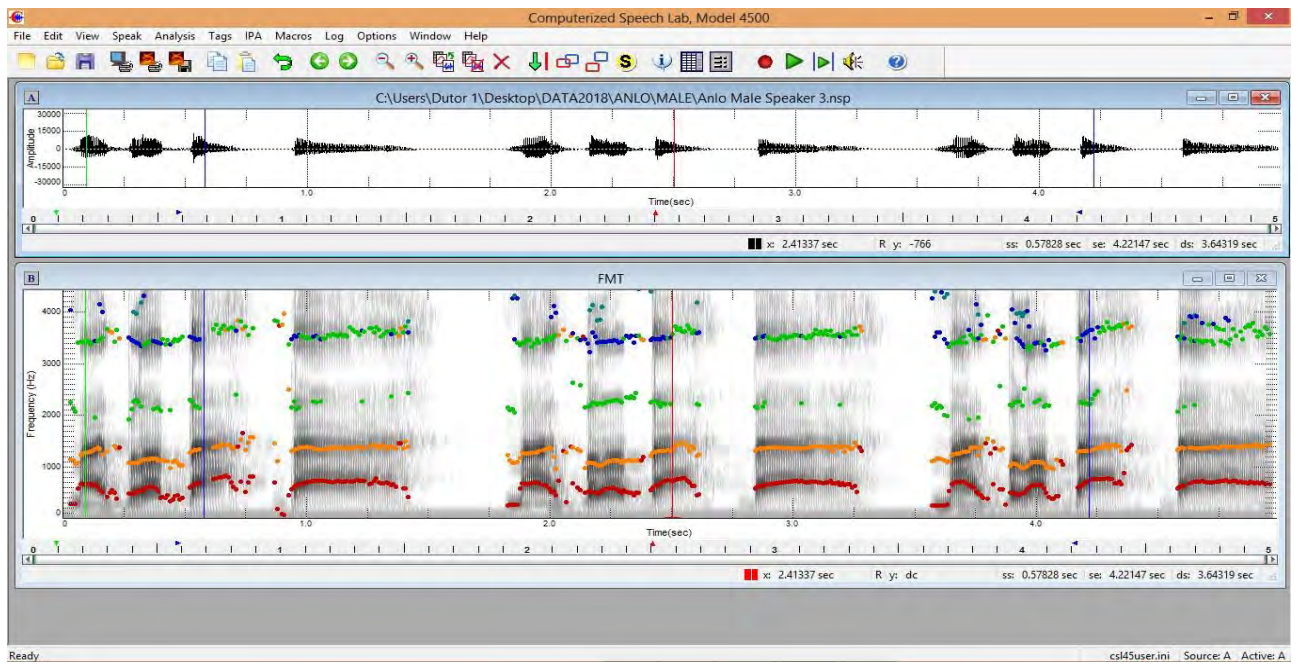 Computerized Speech Lab, Model 4500
File Edit View Speak Analysis Tags IPA Macros Log Options Window Help
A C:\Users\Dutor 1\Desktop\DATA2018\ANLO\MALE\Anlo Male Speaker 3.nsp
30000
15000
0
-15000
-30000
Amplitude
0 1.0 2.0 3.0 4.0
Time(sec)
0 1 2 3 4 5
x: 2.41337 sec R y: -766 ss: 0.57828 sec se: 4.22147 sec ds: 3.64319 sec
B FMT
4000
3000
2000
1000
0
Frequency (Hz)
0 1.0 2.0 3.0 4.0
Time(sec)
0 1 2 3 4 5
x: 2.41337 sec R y: dc ss: 0.57828 sec se: 4.22147 sec ds: 3.64319 sec
Ready csl45user.ini Source: A Active: A